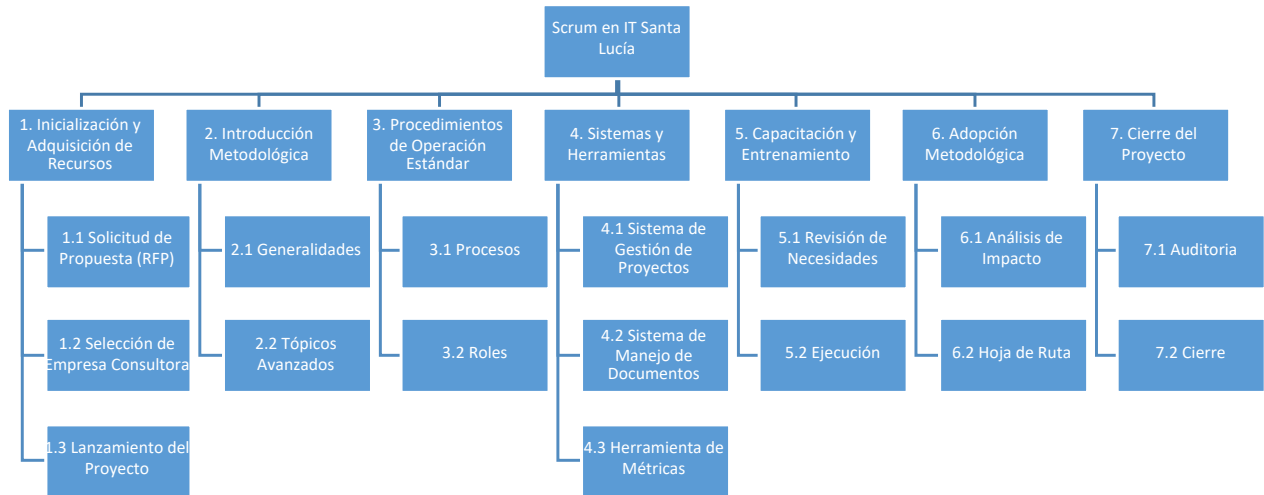 Scrum en IT Santa
Lucía
1. Inicialización y
Adquisición de
Recursos
2. Introducción
Metodológica
3. Procedimientos
de Operación
Estándar
4. Sistemas y
Herramientas
5. Capacitación y
Entrenamiento
6. Adopción
Metodológica
7. Cierre del
Proyecto
1.1 Solicitud de
Propuesta (RFP)
1.2 Selección de
Empresa Consultora
1.3 Lanzamiento del
Proyecto
2.1 Generalidades
2.2 Tópicos
Avanzados
3.1 Procesos
3.2 Roles
4.1 Sistema de
Gestión de
Proyectos
4.2 Sistema de
Manejo de
Documentos
4.3 Herramienta de
Métricas
5.1 Revisión de
Necesidades
5.2 Ejecución
6.1 Análisis de
Impacto
6.2 Hoja de Ruta
7.1 Auditoria
7.2 Cierre